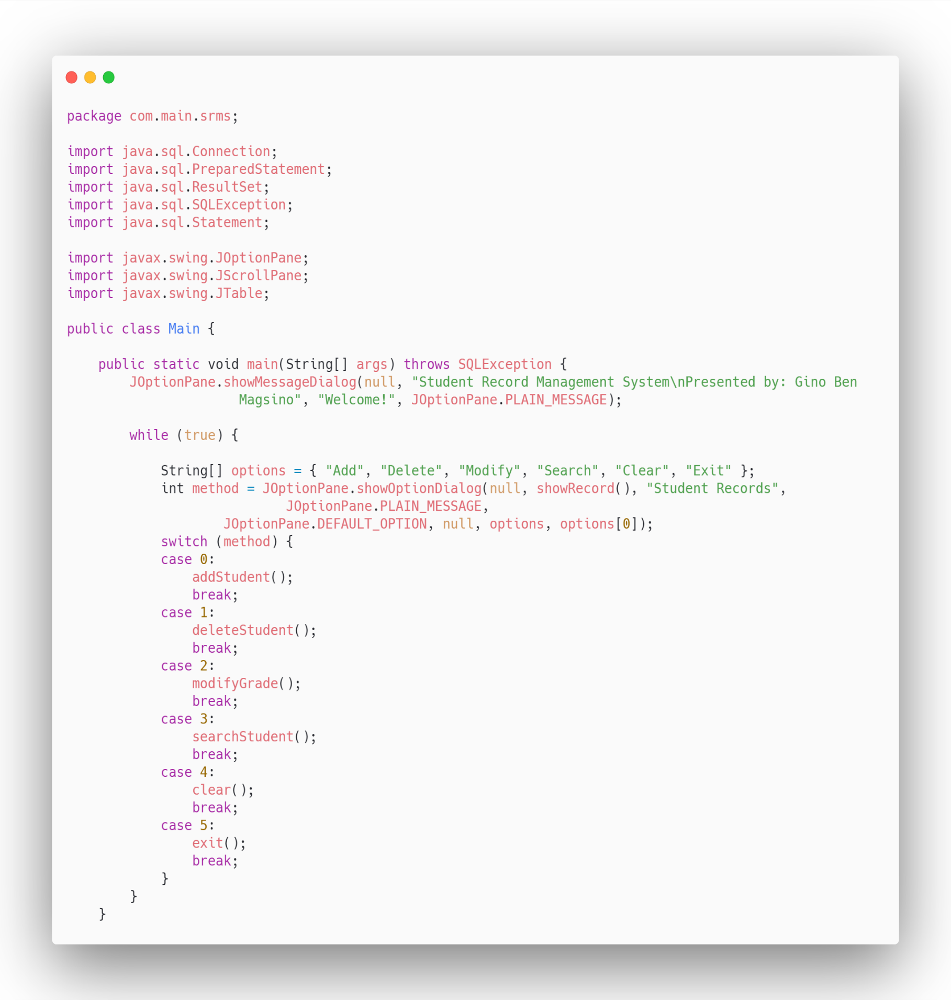 package com.main.srms;

import java.sql.Connection;
import java.sql.PreparedStatement;
import java.sql.ResultSet;
import java.sql.SQLException;
import java.sql.Statement;

import javax.swing.JOptionPane;
import javax.swing.JScrollPane;
import javax.swing.JTable;

public class Main {

    public static void main(String[] args) throws SQLException {
        JOptionPane.showMessageDialog(null, "Student Record Management System\nPresented by: Gino Ben
                      Magsino", "Welcome!", JOptionPane.PLAIN_MESSAGE);

        while (true) {

            String[] options = { "Add", "Delete", "Modify", "Search", "Clear", "Exit" };
            int method = JOptionPane.showOptionDialog(null, showRecord(), "Student Records",
                            JOptionPane.PLAIN_MESSAGE,
                    JOptionPane.DEFAULT_OPTION, null, options, options[0]);
            switch (method) {
            case 0:
                addStudent();
                break;
            case 1:
                deleteStudent();
                break;
            case 2:
                modifyGrade();
                break;
            case 3:
                searchStudent();
                break;
            case 4:
                clear();
                break;
            case 5:
                exit();
                break;
            }
        }
    }